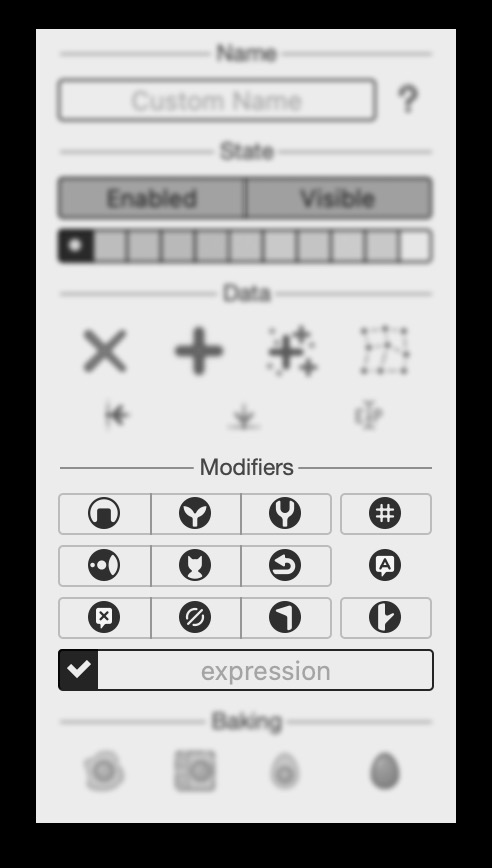 Name
Custom Name ?
State
Enabled Visible
Data
Modifiers
#
A
expression
Baking